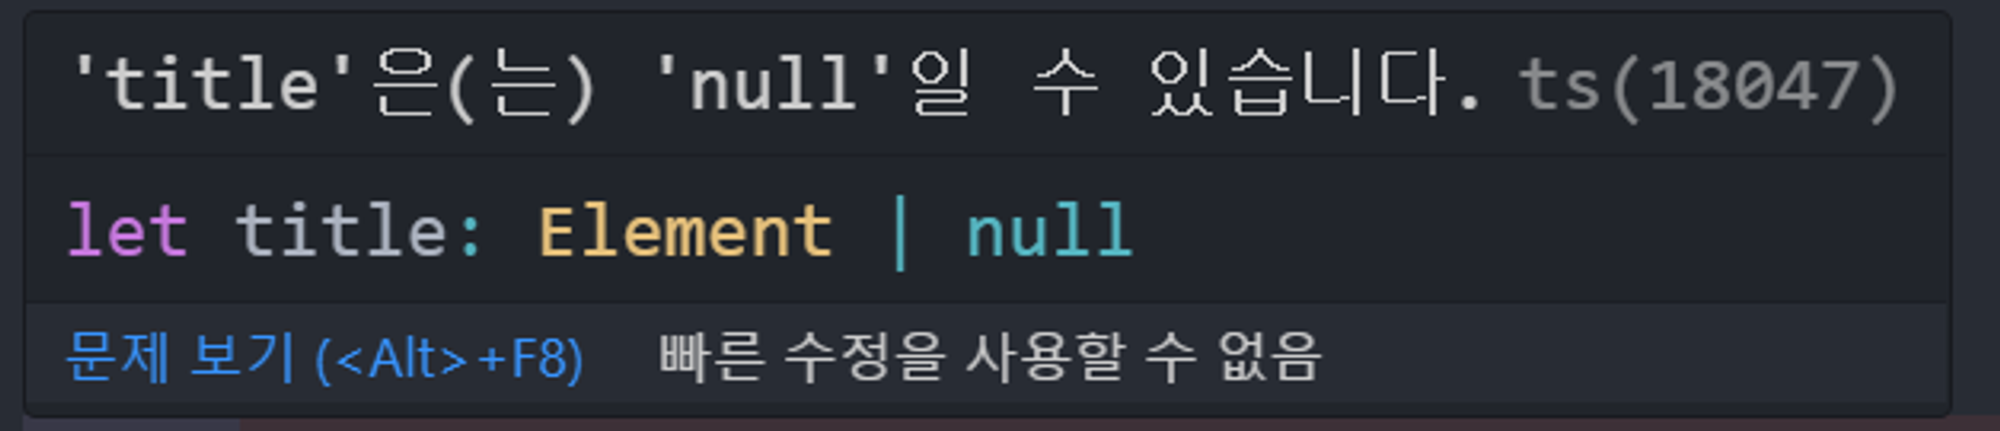 'title'은(는) 'null'일 수 있습니다. ts(18047)
let title: Element | null
문제 보기 (<Alt>+F8) 빠른 수정을 사용할 수 없음